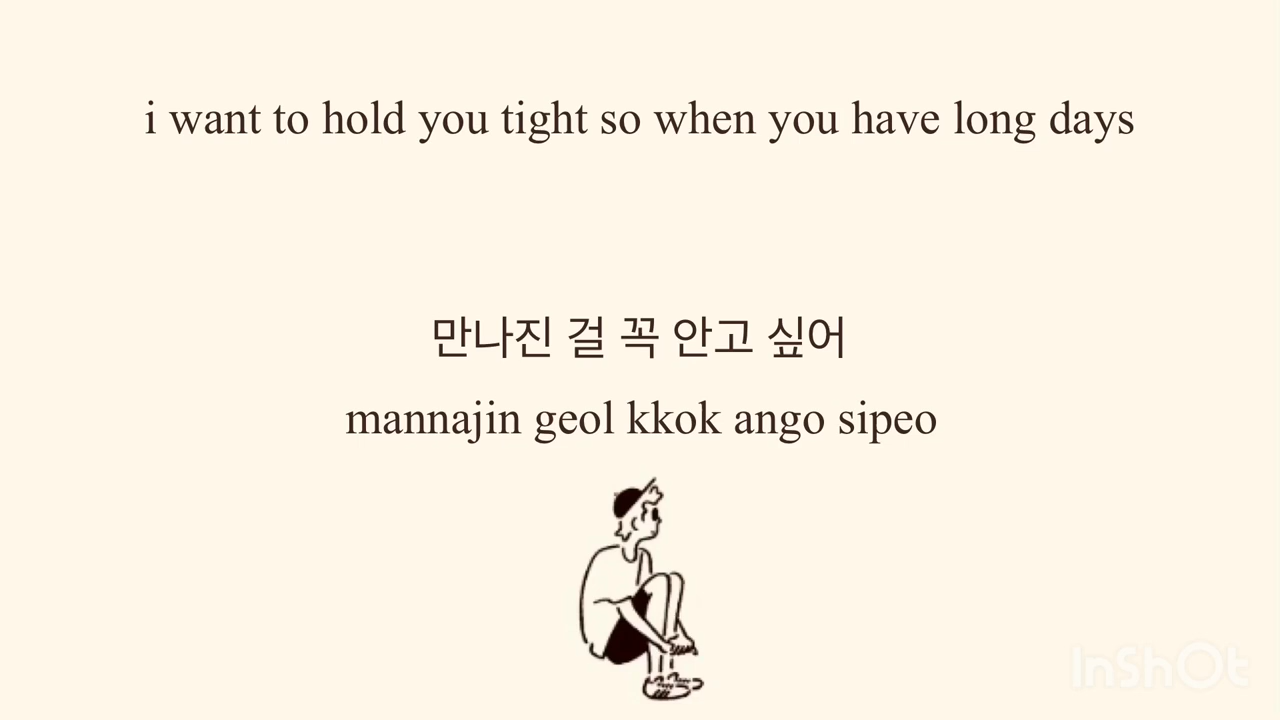 i want to hold you tight so when you have long days
만나진 걸 꼭 안고 싶어
mannajin geol kkok ango sipeo
InShOt